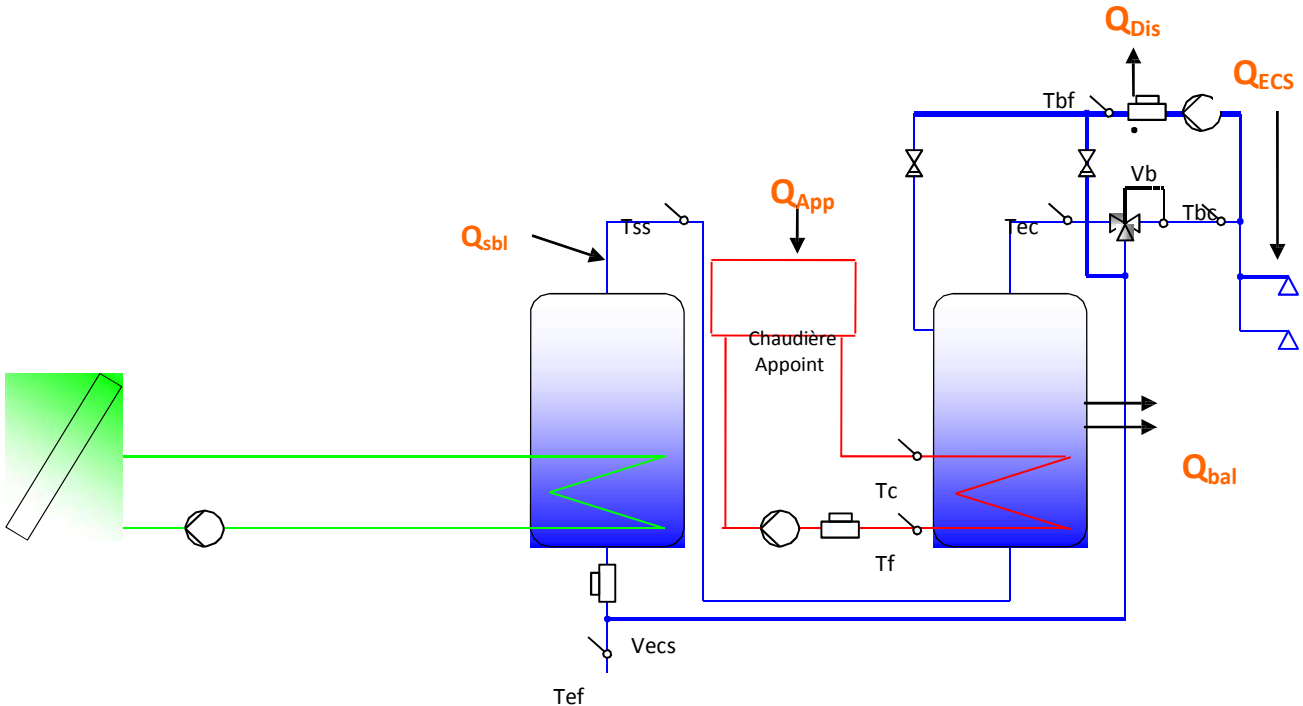 QDis
QECS
Tbf
Vb
QApp
Tbc
Tss
Tec
Qsbl
Chaudière
Appoint
Qbal
Tc
Tf
Vecs
Tef